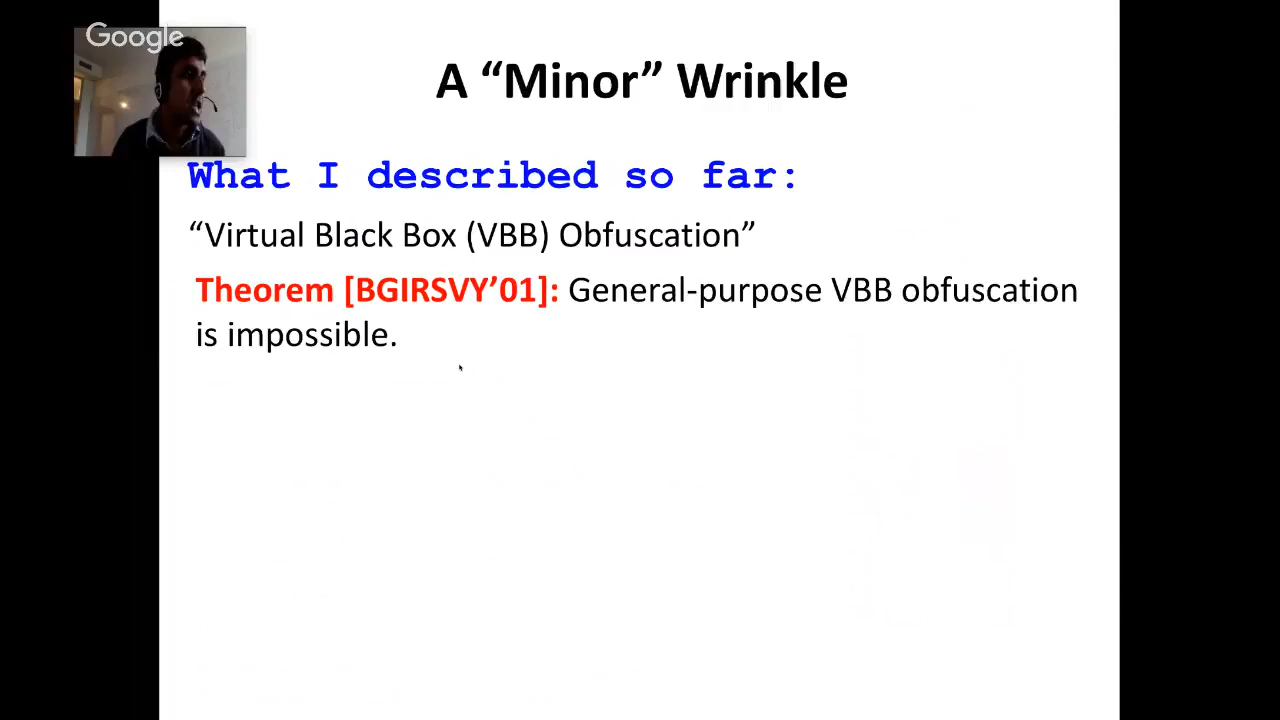 Google
A “Minor” Wrinkle
What I described so far:
“Virtual Black Box (VBB) Obfuscation”
Theorem [BGIRSVY’01]: General-purpose VBB obfuscation
is impossible.